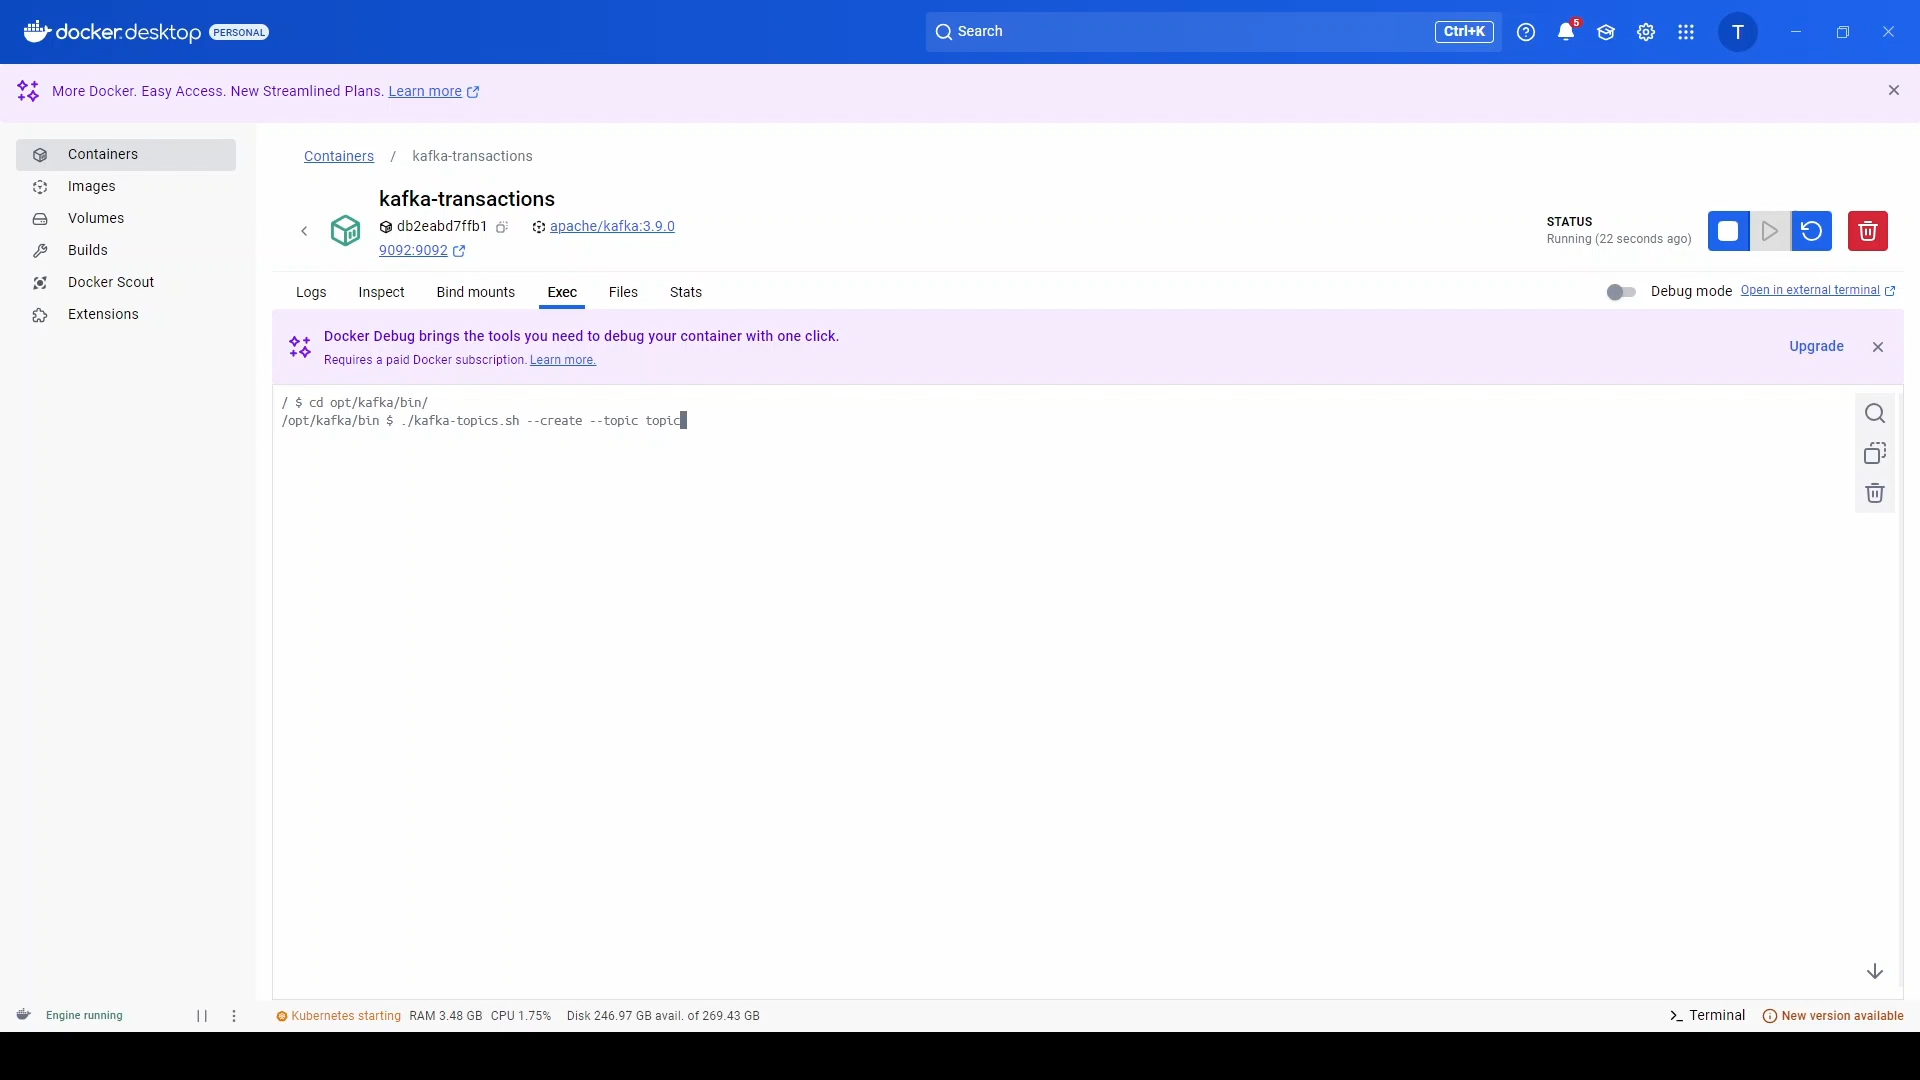 docker.desktop PERSONAL
Search
Ctrl+K
5
T
More Docker. Easy Access. New Streamlined Plans. Learn more
Containers
Images
Volumes
Builds
Docker Scout
Extensions
Containers / kafka-transactions
kafka-transactions
db2eabd7ffb1
apache/kafka:3.9.0
9092:9092
STATUS
Running (22 seconds ago)
Logs
Inspect
Bind mounts
Exec
Files
Stats
Debug mode
Open in external terminal
Docker Debug brings the tools you need to debug your container with one click.
Requires a paid Docker subscription. Learn more.
Upgrade
/ $ cd opt/kafka/bin/
/opt/kafka/bin $ ./kafka-topics.sh --create --topic topic
Engine running
Kubernetes starting
RAM 3.48 GB CPU 1.75%
Disk 246.97 GB avail. of 269.43 GB
Terminal
New version available